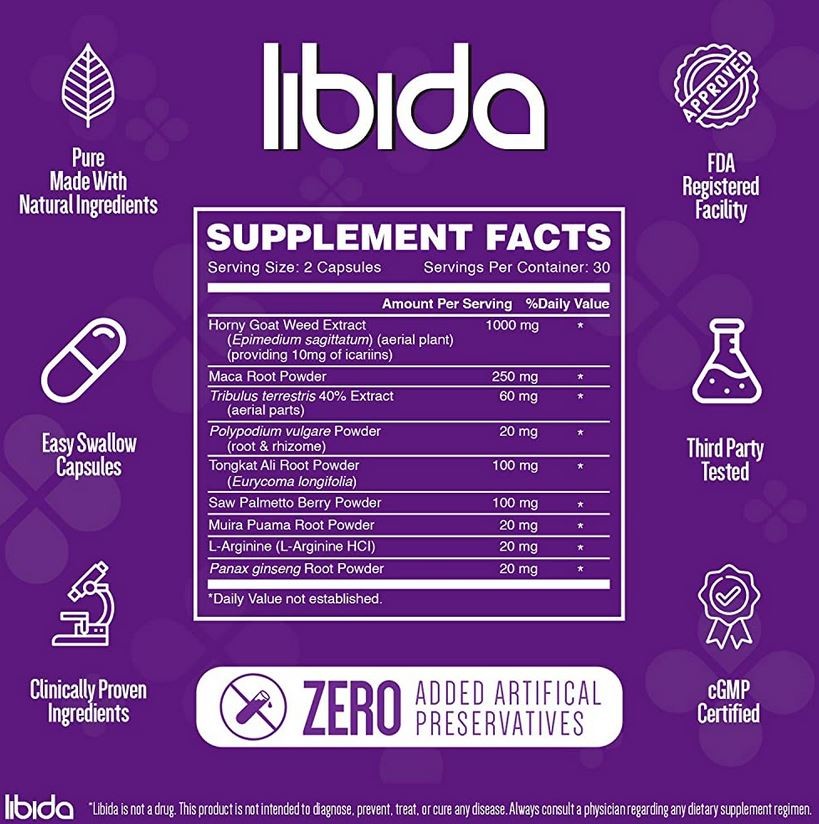 libida
Pure
Made With
Natural Ingredients
APPROVED
FDA
Registered
Facility
SUPPLEMENT FACTS
Serving Size: 2 Capsules Servings Per Container: 30
Amount Per Serving %Daily Value
Horny Goat Weed Extract 1000 mg *
(Epimedium sagittatum) (aerial plant)
(providing 10mg of icariins)
Maca Root Powder 250 mg *
Tribulus terrestris 40% Extract 60 mg *
(aerial parts)
Polypodium vulgare Powder 20 mg *
(root & rhizome)
Tongkat Ali Root Powder 100 mg *
(Eurycoma longifolia)
Saw Palmetto Berry Powder 100 mg *
Muira Puama Root Powder 20 mg *
L-Arginine (L-Arginine HCI) 20 mg *
Panax ginseng Root Powder 20 mg *
*Daily Value not established.
Easy Swallow
Capsules
Third Party
Tested
Clinically Proven
Ingredients
cGMP
Certified
ZERO ADDED ARTIFICAL
PRESERVATIVES
libida "Libida is not a drug. This product is not intended to diagnose, prevent, treat, or cure any disease. Always consult a physician regarding any dietary supplement regimen.